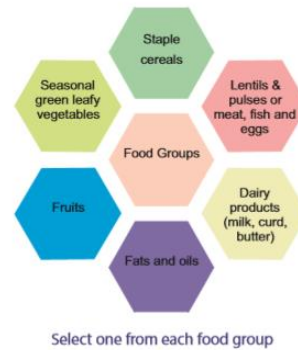 Staple
cereals
Seasonal
green leafy
vegetables
Lentils &
pulses or
meat, fish and
eggs
Food Groups
Fruits
Dairy
products
(milk, curd,
butter)
Fats and oils
Select one from each food group